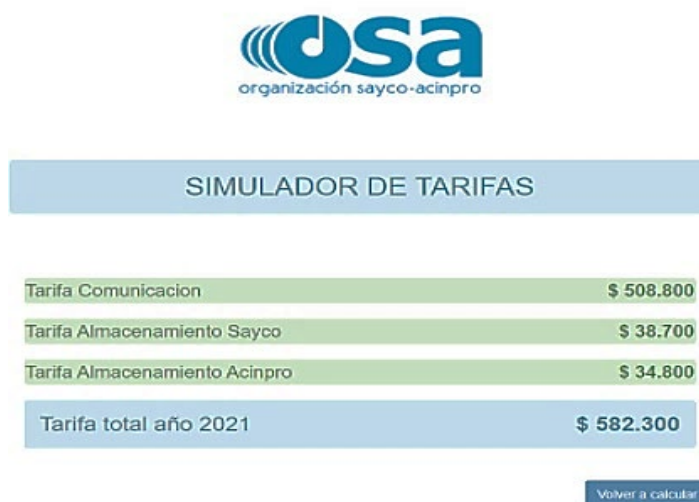 osa
organización sayco-acinpro
SIMULADOR DE TARIFAS
Tarifa Comunicacion $ 508.800
Tarifa Almacenamiento Sayco $ 38.700
Tarifa Almacenamiento Acinpro $ 34.800
Tarifa total año 2021 $ 582.300
Volver a calcular